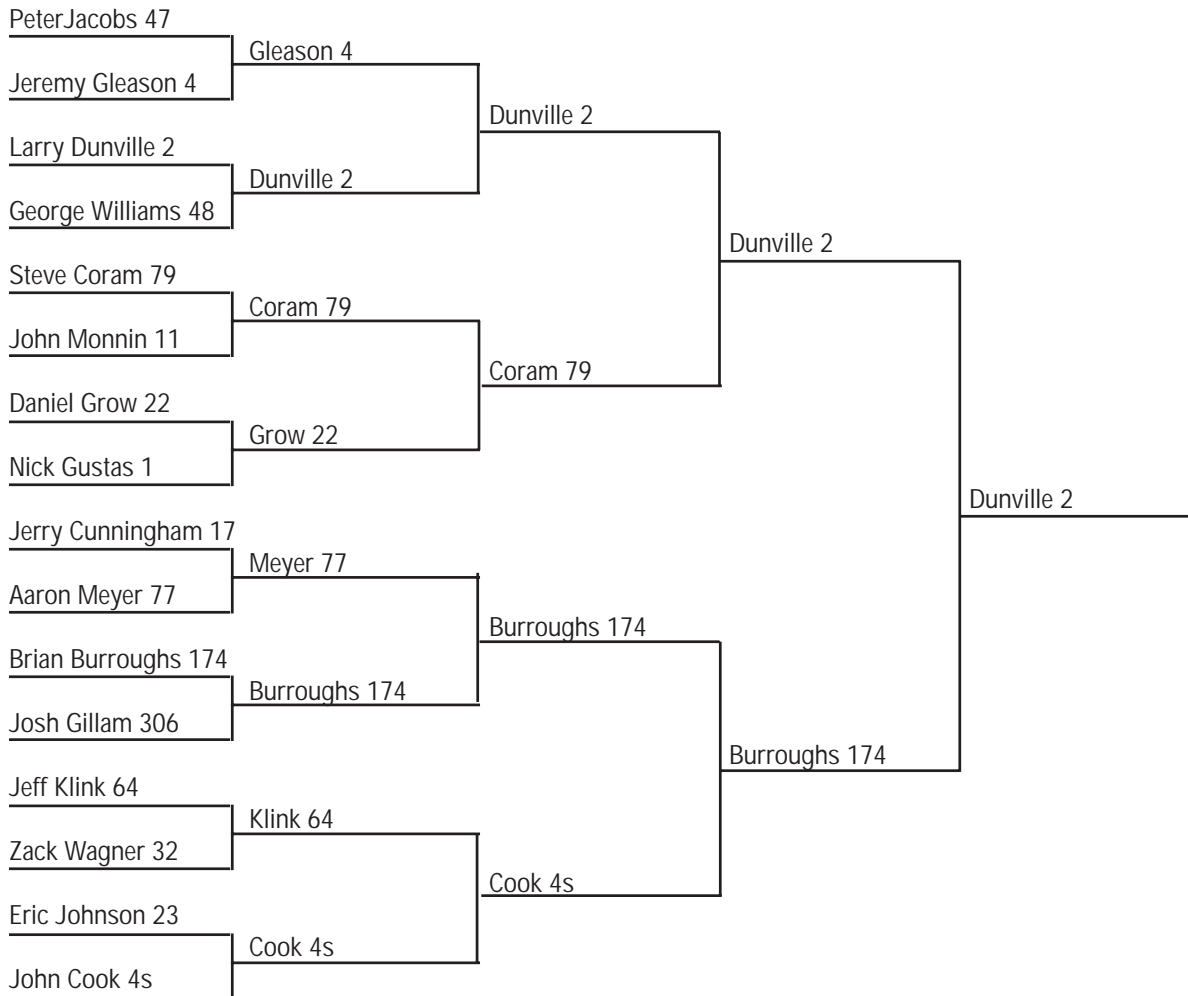 PeterJacobs 47
Gleason 4
Jeremy Gleason 4
Dunville 2
Larry Dunville 2
Dunville 2
George Williams 48
Dunville 2
Steve Coram 79
Coram 79
John Monnin 11
Coram 79
Daniel Grow 22
Grow 22
Nick Gustas 1
Dunville 2
Jerry Cunningham 17
Meyer 77
Aaron Meyer 77
Burroughs 174
Brian Burroughs 174
Burroughs 174
Josh Gillam 306
Burroughs 174
Jeff Klink 64
Klink 64
Zack Wagner 32
Cook 4s
Eric Johnson 23
Cook 4s
John Cook 4s